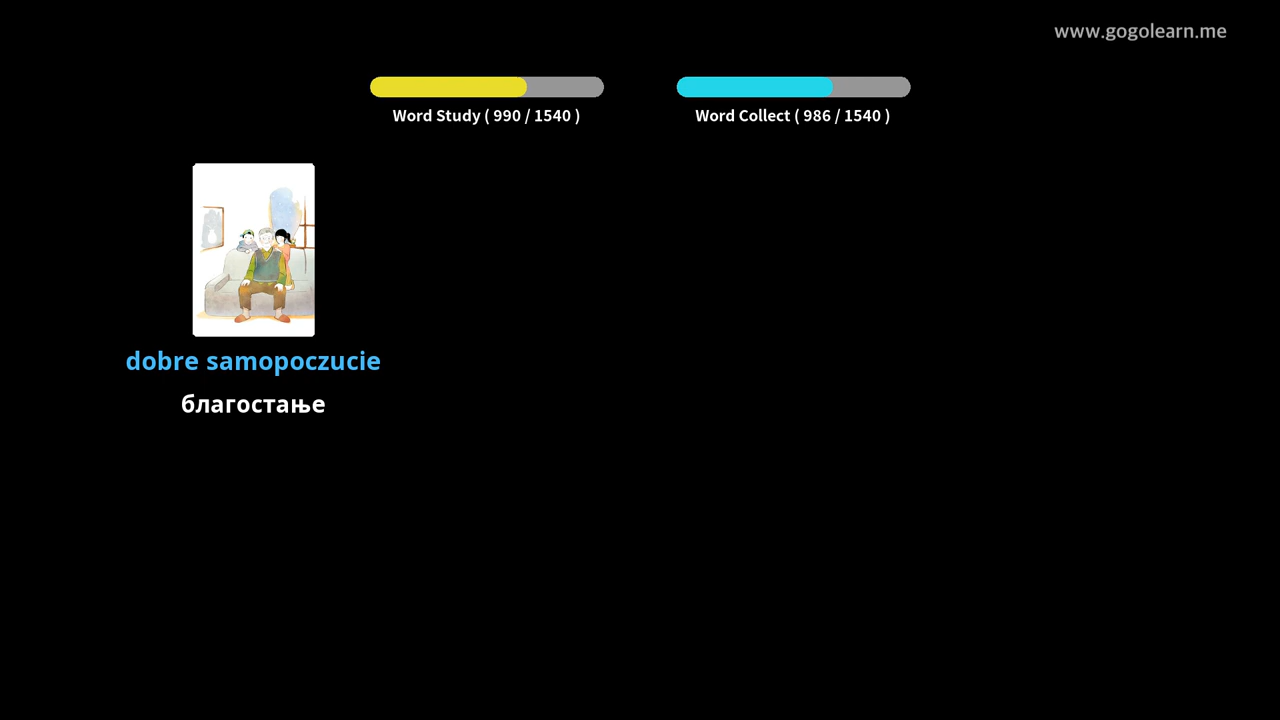 www.gogolearn.me
Word Study ( 990 / 1540 )
Word Collect ( 986 / 1540 )
dobre samopoczucie
благостање